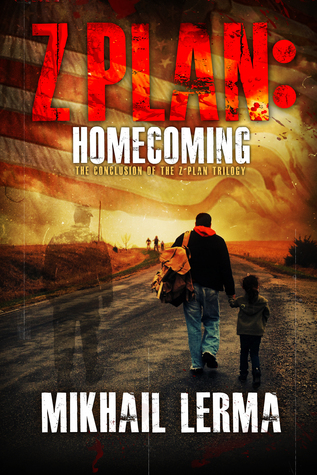 Z PLAN:
HOMECOMING
THE CONCLUSION OF THE Z PLAN TRILOGY
MIKHAIL LERMA